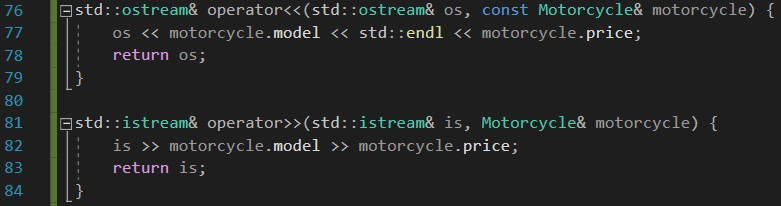 76 std::ostream& operator<<(std::ostream& os, const Motorcycle& motorcycle) {
77     os << motorcycle.model << std::endl << motorcycle.price;
78     return os;
79 }
80
81 std::istream& operator>>(std::istream& is, Motorcycle& motorcycle) {
82     is >> motorcycle.model >> motorcycle.price;
83     return is;
84 }